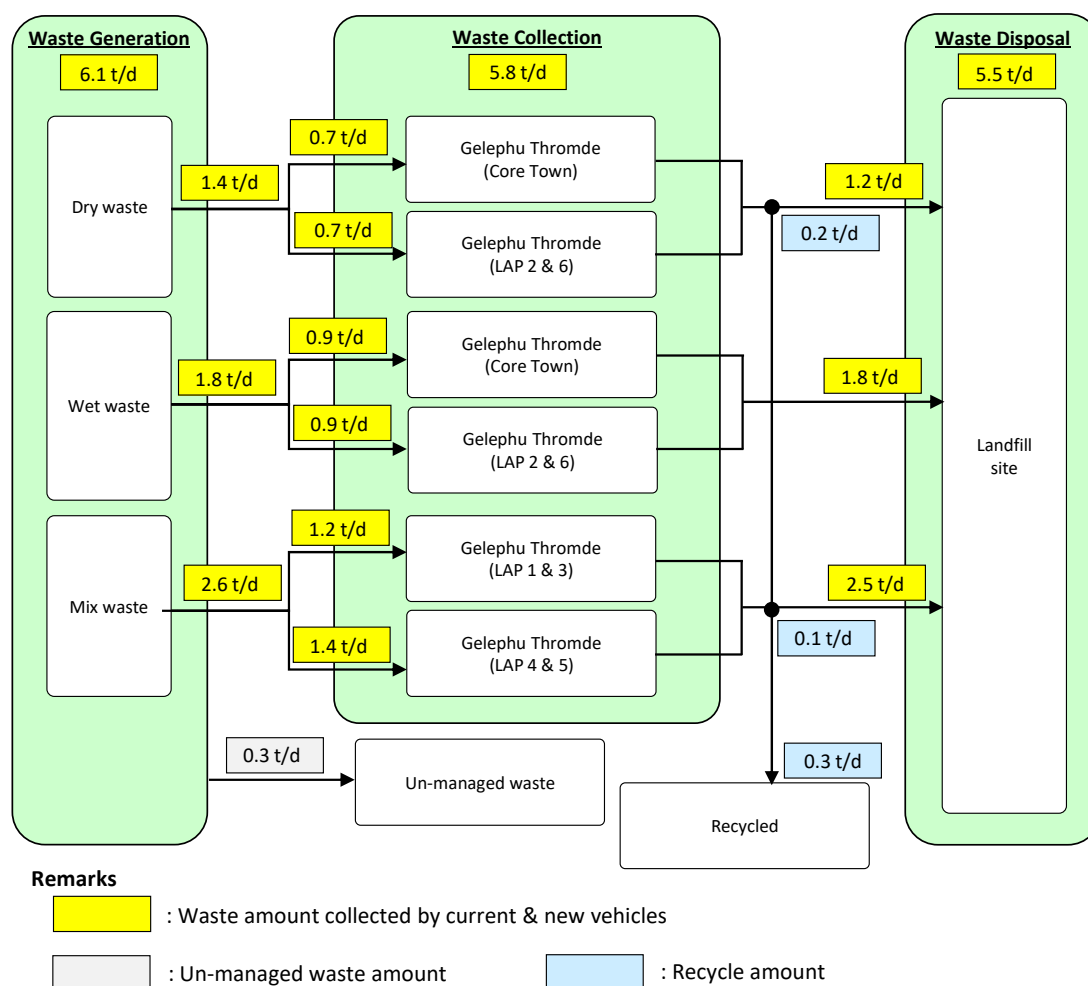 Waste Generation
6.1 t/d
Waste Collection
5.8 t/d
Waste Disposal
5.5 t/d
Dry waste
1.4 t/d
0.7 t/d
Gelephu Thromde
(Core Town)
0.7 t/d
Gelephu Thromde
(LAP 2 & 6)
1.2 t/d
0.2 t/d
Wet waste
1.8 t/d
0.9 t/d
Gelephu Thromde
(Core Town)
0.9 t/d
Gelephu Thromde
(LAP 2 & 6)
1.8 t/d
Landfill
site
Mix waste
2.6 t/d
1.2 t/d
Gelephu Thromde
(LAP 1 & 3)
1.4 t/d
Gelephu Thromde
(LAP 4 & 5)
2.5 t/d
0.1 t/d
0.3 t/d
Un-managed waste
0.3 t/d
Recycled
Remarks
: Waste amount collected by current & new vehicles
: Un-managed waste amount
: Recycle amount